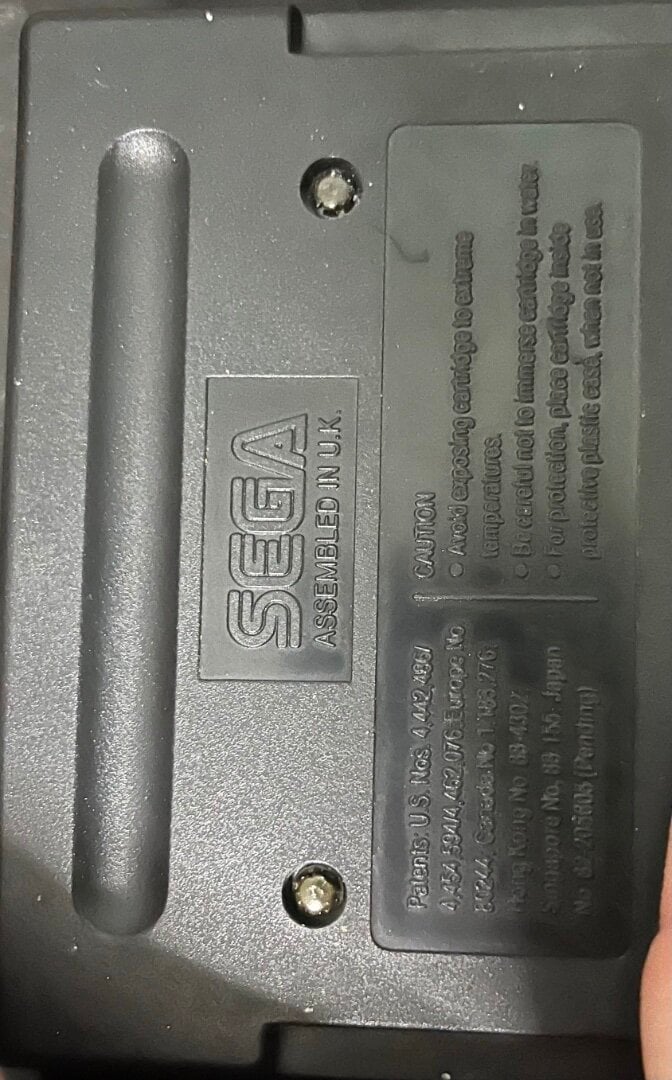 SEGA
ASSEMBLED IN U.K.
Patents: U.S. Nos. 4,442,486/
4,454,594/4,462,076;Europe No.
80244; Canada No. 1,183,276;
Hong Kong No. 88-4302;
Singapore No. 88-155; Japan
No 82-205605 (Pending)
CAUTION
● Avoid exposing cartridge to extreme
temperatures.
● Be careful not to immerse cartridge in water.
● For protection, place cartridge inside
protective plastic case, when not in use.